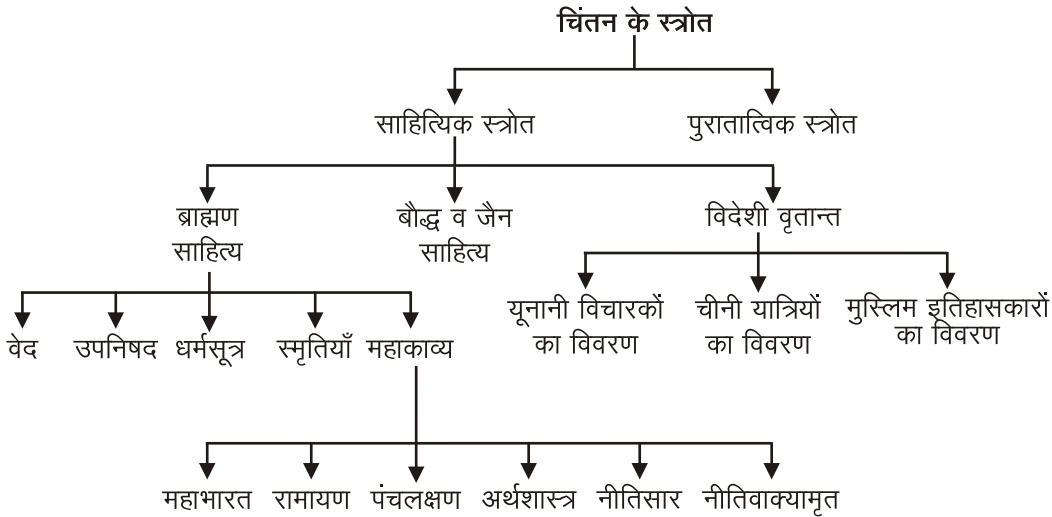 चिंतन के स्त्रोत
साहित्यिक स्त्रोत
पुरातात्विक स्त्रोत
ब्राह्मण
साहित्य
बौद्ध व जैन
साहित्य
विदेशी वृतान्त
यूनानी विचारकों
का विवरण
चीनी यात्रियों
का विवरण
मुस्लिम इतिहासकारों
का विवरण
वेद
उपनिषद
धर्मसूत्र
स्मृतियाँ
महाकाव्य
महाभारत
रामायण
पंचलक्षण
अर्थशास्त्र
नीतिसार
नीतिवाक्यामृत